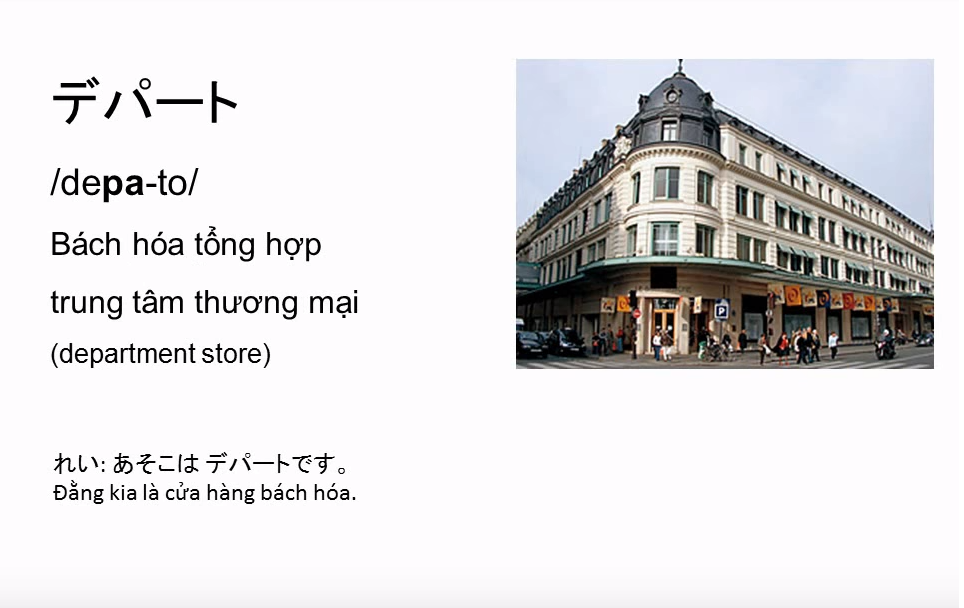 デパート
/depa-to/
Bách hóa tổng hợp
trung tâm thương mại
(department store)
れい: あそこは デパートです。
Đằng kia là cửa hàng bách hóa.
P